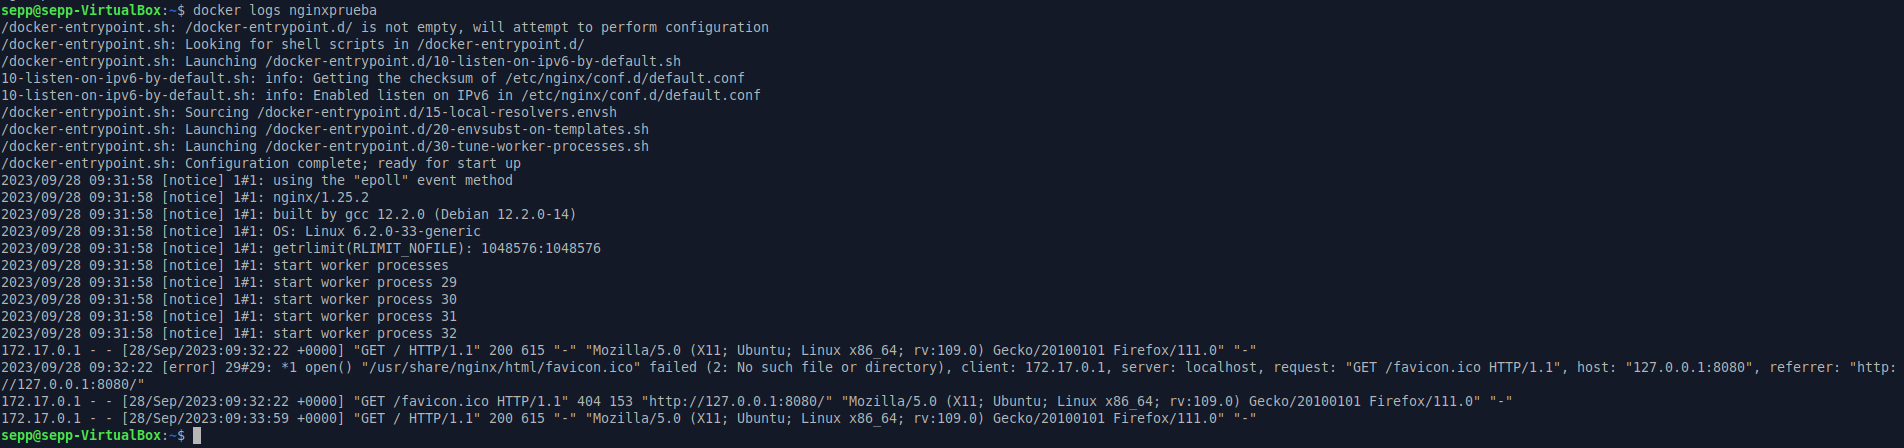 sepp@sepp-VirtualBox:~$ docker logs nginxprueba
/docker-entrypoint.sh: /docker-entrypoint.d/ is not empty, will attempt to perform configuration
/docker-entrypoint.sh: Looking for shell scripts in /docker-entrypoint.d/
/docker-entrypoint.sh: Launching /docker-entrypoint.d/10-listen-on-ipv6-by-default.sh
10-listen-on-ipv6-by-default.sh: info: Getting the checksum of /etc/nginx/conf.d/default.conf
10-listen-on-ipv6-by-default.sh: info: Enabled listen on IPv6 in /etc/nginx/conf.d/default.conf
/docker-entrypoint.sh: Sourcing /docker-entrypoint.d/15-local-resolvers.envsh
/docker-entrypoint.sh: Launching /docker-entrypoint.d/20-envsubst-on-templates.sh
/docker-entrypoint.sh: Launching /docker-entrypoint.d/30-tune-worker-processes.sh
/docker-entrypoint.sh: Configuration complete; ready for start up
2023/09/28 09:31:58 [notice] 1#1: using the "epoll" event method
2023/09/28 09:31:58 [notice] 1#1: nginx/1.25.2
2023/09/28 09:31:58 [notice] 1#1: built by gcc 12.2.0 (Debian 12.2.0-14)
2023/09/28 09:31:58 [notice] 1#1: OS: Linux 6.2.0-33-generic
2023/09/28 09:31:58 [notice] 1#1: getrlimit(RLIMIT_NOFILE): 1048576:1048576
2023/09/28 09:31:58 [notice] 1#1: start worker processes
2023/09/28 09:31:58 [notice] 1#1: start worker process 29
2023/09/28 09:31:58 [notice] 1#1: start worker process 30
2023/09/28 09:31:58 [notice] 1#1: start worker process 31
2023/09/28 09:31:58 [notice] 1#1: start worker process 32
172.17.0.1 - - [28/Sep/2023:09:32:22 +0000] "GET / HTTP/1.1" 200 615 "-" "Mozilla/5.0 (X11; Ubuntu; Linux x86_64; rv:109.0) Gecko/20100101 Firefox/111.0" "-"
2023/09/28 09:32:22 [error] 29#29: *1 open() "/usr/share/nginx/html/favicon.ico" failed (2: No such file or directory), client: 172.17.0.1, server: localhost, request: "GET /favicon.ico HTTP/1.1", host: "127.0.0.1:8080", referrer: "http:
//127.0.0.1:8080/"
172.17.0.1 - - [28/Sep/2023:09:32:22 +0000] "GET /favicon.ico HTTP/1.1" 404 153 "http://127.0.0.1:8080/" "Mozilla/5.0 (X11; Ubuntu; Linux x86_64; rv:109.0) Gecko/20100101 Firefox/111.0" "-"
172.17.0.1 - - [28/Sep/2023:09:33:59 +0000] "GET / HTTP/1.1" 200 615 "-" "Mozilla/5.0 (X11; Ubuntu; Linux x86_64; rv:109.0) Gecko/20100101 Firefox/111.0" "-"
sepp@sepp-VirtualBox:~$